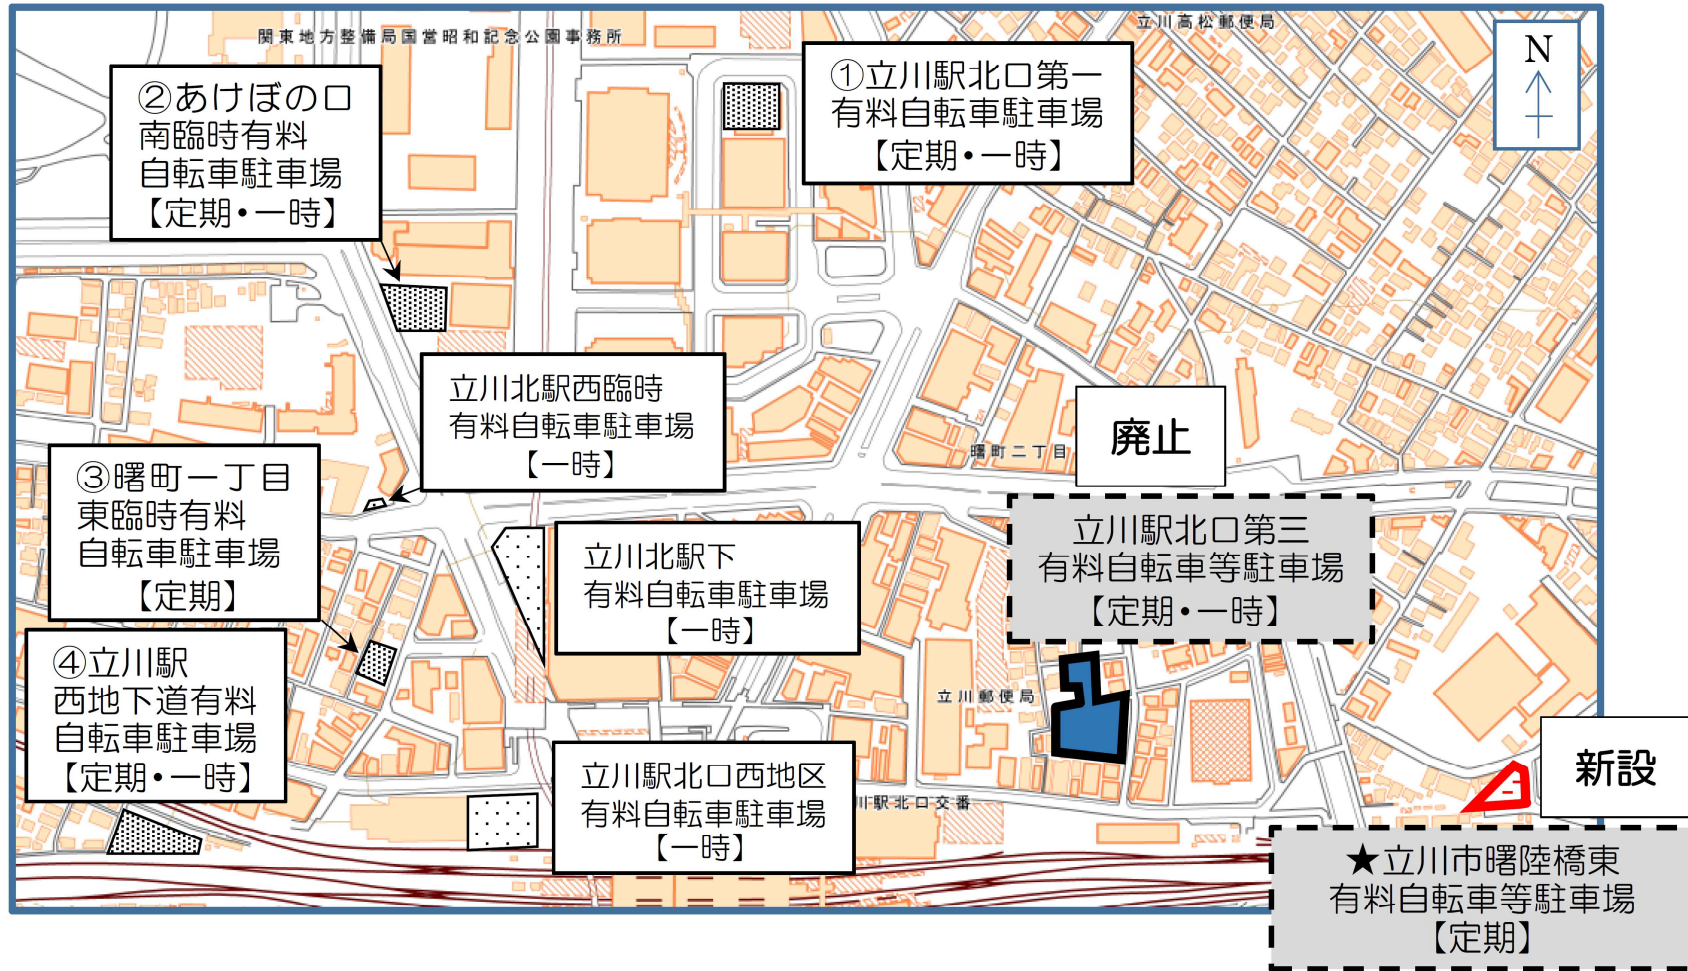 関東地方整備局国営昭和記念公園事務所
立川高松郵便局
N
①立川駅北口第一
有料自転車駐車場
【定期・一時】
②あけぼの口
南臨時有料
自転車駐車場
【定期・一時】
立川北駅西臨時
有料自転車駐車場
【一時】
廃止
曙町二丁目
③曙町一丁目
東臨時有料
自転車駐車場
【定期】
立川北駅下
有料自転車駐車場
【一時】
立川駅北口第三
有料自転車等駐車場
【定期・一時】
④立川駅
西地下道有料
自転車駐車場
【定期・一時】
立川郵便局
立川駅北口西地区
有料自転車駐車場
【一時】
川駅北口交番
新設
★立川市曙陸橋東
有料自転車等駐車場
【定期】